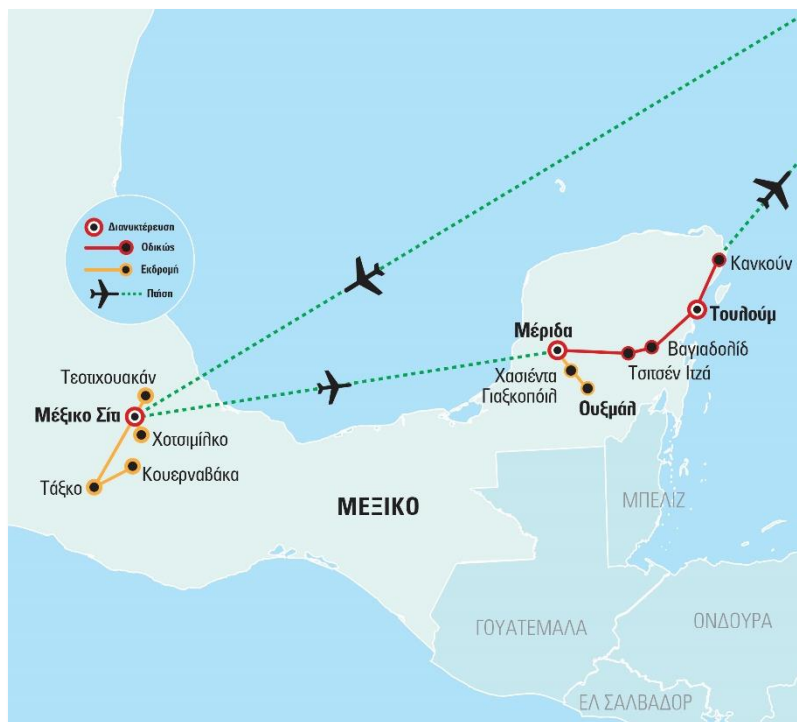 Διανυκτέρευση
Οδικώς
Εκδρομή
Πτήση
Κανκούν
Τουλούμ
Μέριδα
Βαγιαδολίδ
Τσιτσέν Ιτζά
Χασιέντα
Γιαξκοπόιλ
Ουξμάλ
Τεοτιχουακάν
Μέξικο Σίτι
Χοτσιμίλκο
Κουερναβάκα
Τάξκο
ΜΕΞΙΚΟ
ΜΠΕΛΙΖ
ΓΟΥΑΤΕΜΑΛΑ
ΟΝΔΟΥΡΑ
ΕΛ ΣΑΛΒΑΔΟΡ